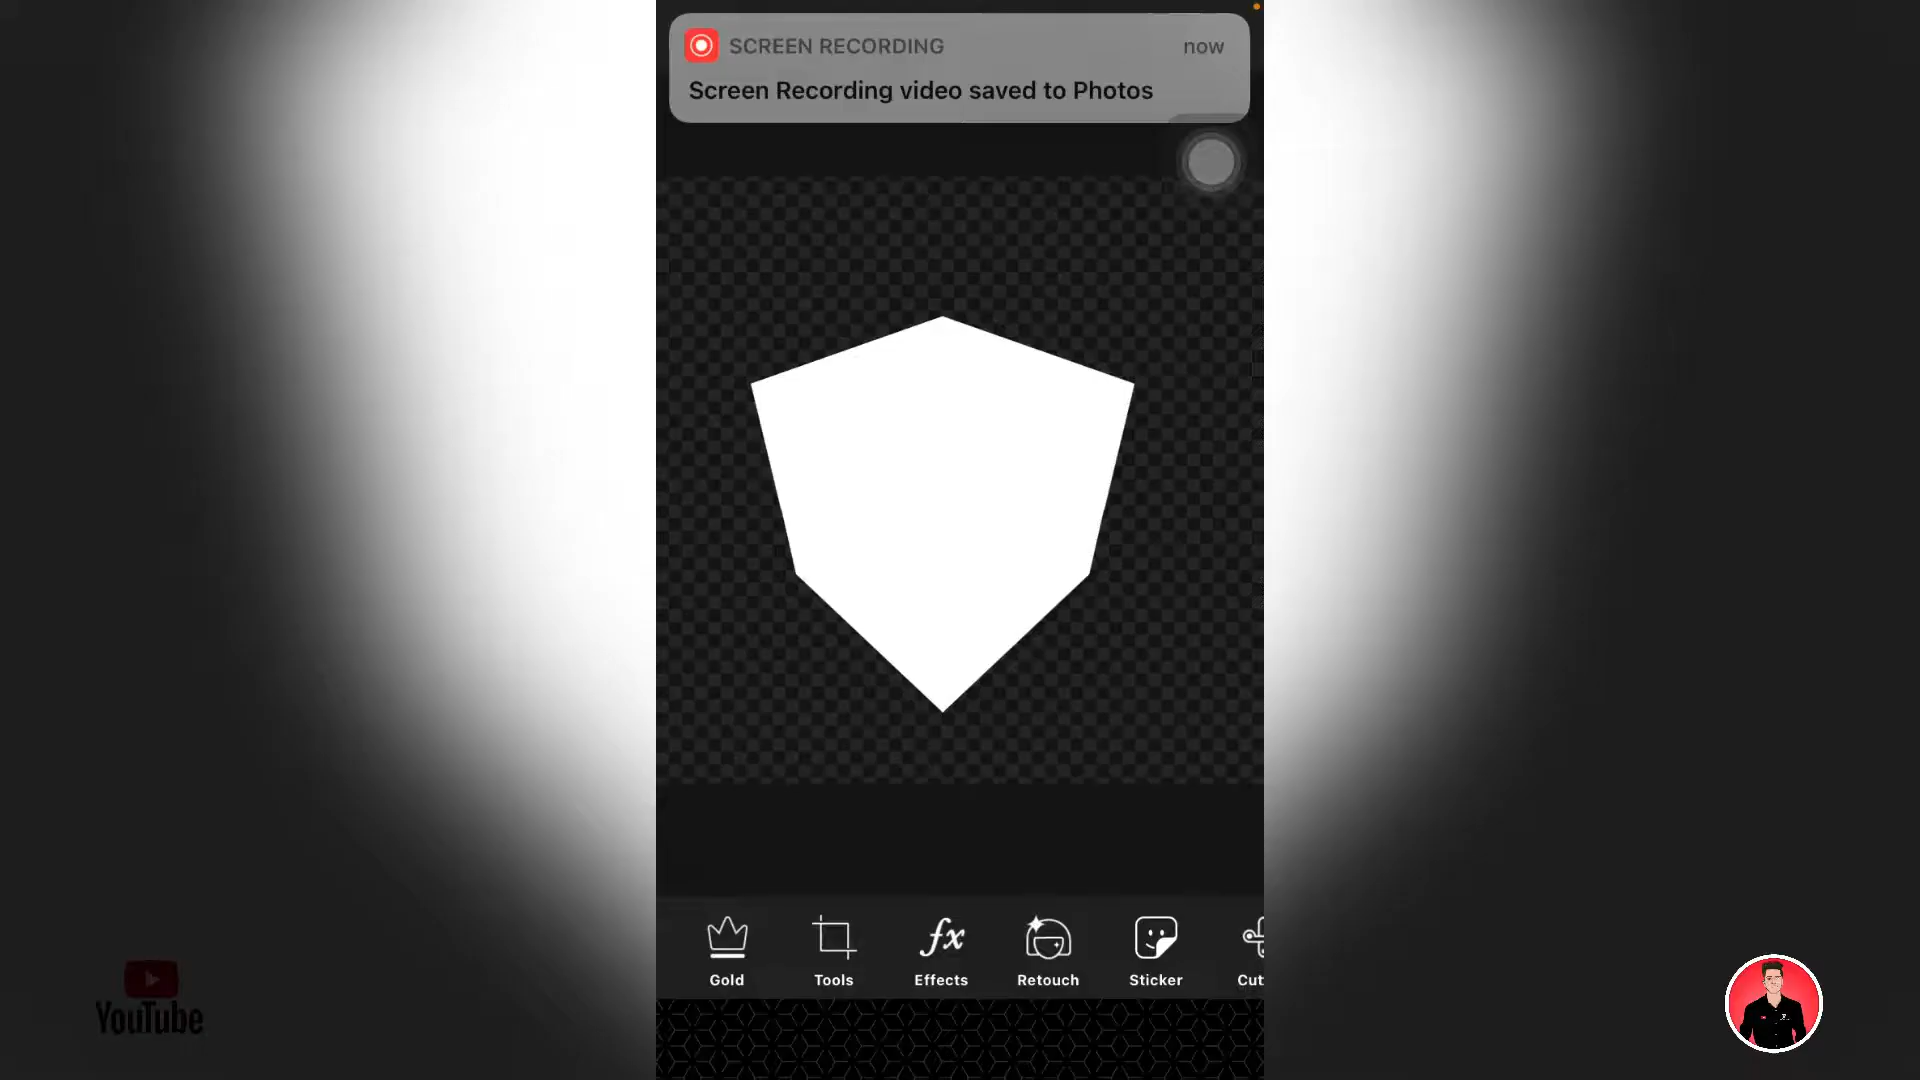 SCREEN RECORDING now
Screen Recording video saved to Photos
Gold Tools Effects Retouch Sticker Cut
YouTube